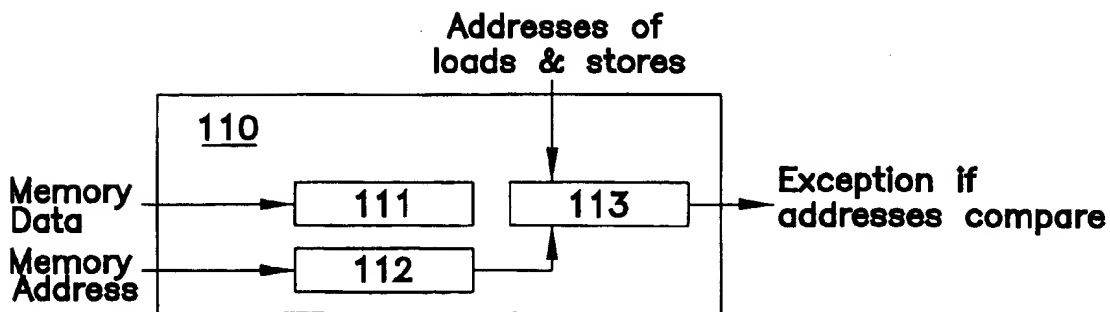 Addresses of
loads & stores
110
Memory
Data
111
113
Exception if
addresses compare
Memory
Address
112